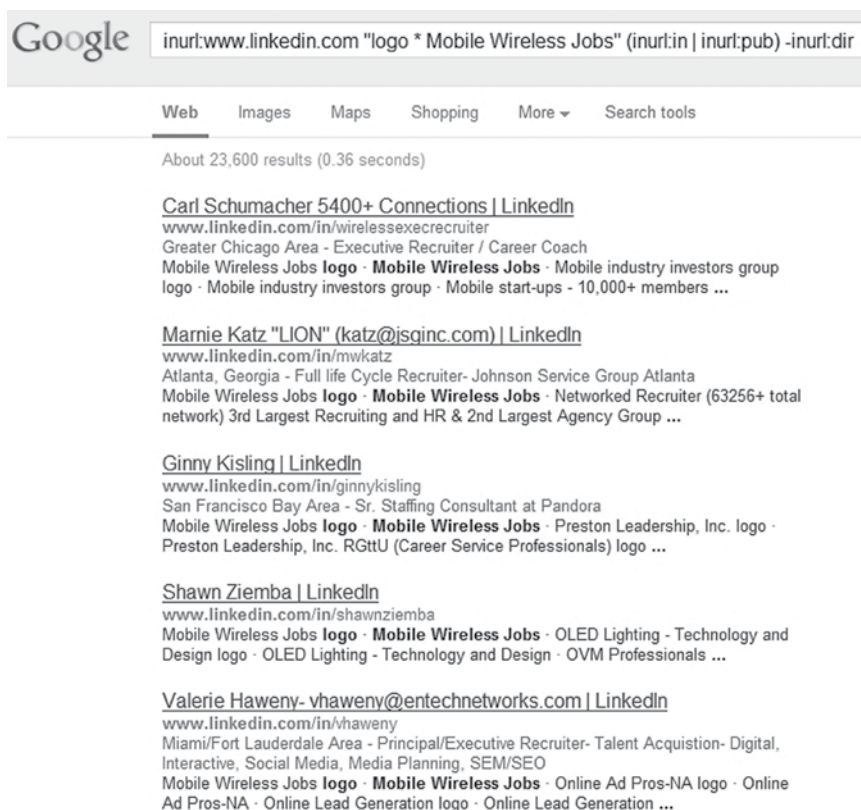 Google inurl:www.linkedin.com "logo * Mobile Wireless Jobs" (inurl:in | inurl:pub) -inurl:dir
Web Images Maps Shopping More Search tools
About 23,600 results (0.36 seconds)
Carl Schumacher 5400+ Connections | LinkedIn
www.linkedin.com/in/wirelessexecrecruiter
Greater Chicago Area - Executive Recruiter / Career Coach
Mobile Wireless Jobs logo · Mobile Wireless Jobs · Mobile industry investors group
logo · Mobile industry investors group · Mobile start-ups - 10,000+ members ...
Marnie Katz "LION" (katz@jsginc.com) | LinkedIn
www.linkedin.com/in/mwkatz
Atlanta, Georgia - Full life Cycle Recruiter- Johnson Service Group Atlanta
Mobile Wireless Jobs logo · Mobile Wireless Jobs · Networked Recruiter (63256+ total
network) 3rd Largest Recruiting and HR & 2nd Largest Agency Group ...
Ginny Kisling | LinkedIn
www.linkedin.com/in/ginnykisling
San Francisco Bay Area - Sr. Staffing Consultant at Pandora
Mobile Wireless Jobs logo · Mobile Wireless Jobs · Preston Leadership, Inc. logo ·
Preston Leadership, Inc. RGttU (Career Service Professionals) logo ...
Shawn Ziemba | LinkedIn
www.linkedin.com/in/shawnziemba
Mobile Wireless Jobs logo · Mobile Wireless Jobs · OLED Lighting - Technology and
Design logo · OLED Lighting - Technology and Design · OVM Professionals ...
Valerie Haweny- vhaweny@entechnetworks.com | LinkedIn
www.linkedin.com/in/vhaweny
Miami/Fort Lauderdale Area - Principal/Executive Recruiter- Talent Acquistion- Digital,
Interactive, Social Media, Media Planning, SEM/SEO
Mobile Wireless Jobs logo · Mobile Wireless Jobs · Online Ad Pros-NA logo · Online
Ad Pros-NA · Online Lead Generation logo · Online Lead Generation ...